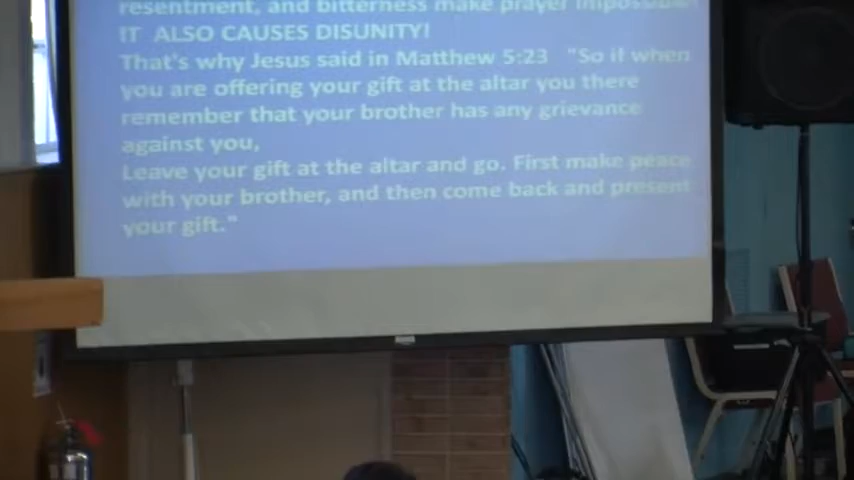 resentment, and bitterness make prayer impossible!
IT ALSO CAUSES DISUNITY!
That's why Jesus said in Matthew 5:23 "So if when
you are offering your gift at the altar you there
remember that your brother has any grievance
against you,
Leave your gift at the altar and go. First make peace
with your brother, and then come back and present
your gift."